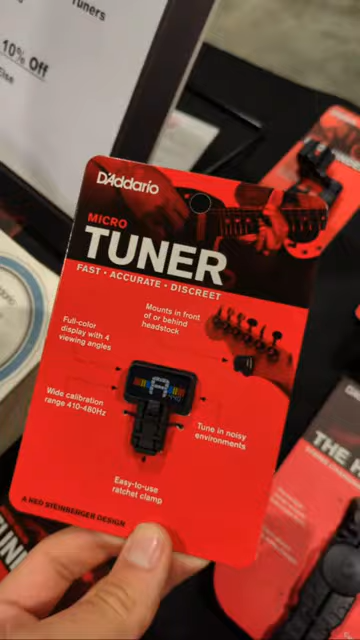 Tuners
10% Off
Else
D'Addario
MICRO
TUNER
FAST • ACCURATE • DISCREET
Mounts in front
of or behind
headstock
Full-color
display with 4
viewing angles
Wide calibration
range 410-480Hz
Tune in noisy
environments
Easy-to-use
ratchet clamp
A NED STEINBERGER DESIGN
THE